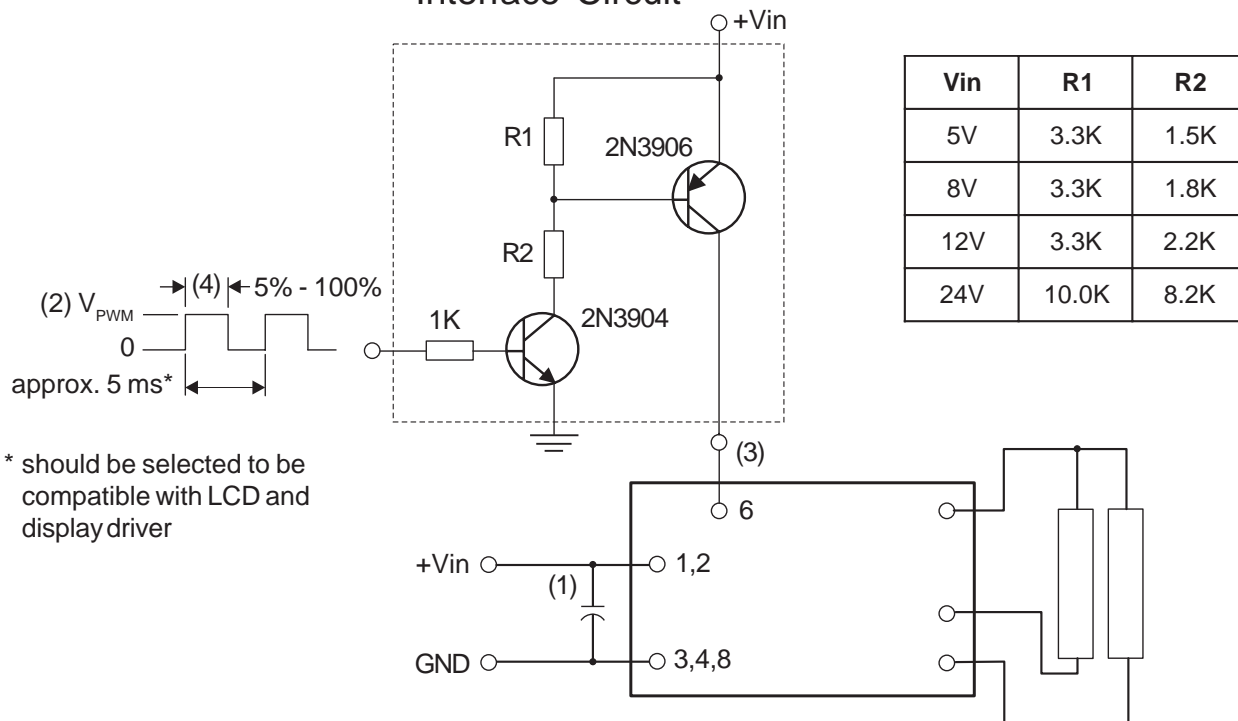 Interface Circuit
+Vin
Vin R1 R2
5V 3.3K 1.5K
8V 3.3K 1.8K
12V 3.3K 2.2K
24V 10.0K 8.2K
R1
2N3906
R2
(4) 5% - 100%
(2) VPWM
0
approx. 5 ms*
1K
2N3904
* should be selected to be
compatible with LCD and
display driver
(3)
6
+Vin
(1)
1,2
GND
3,4,8